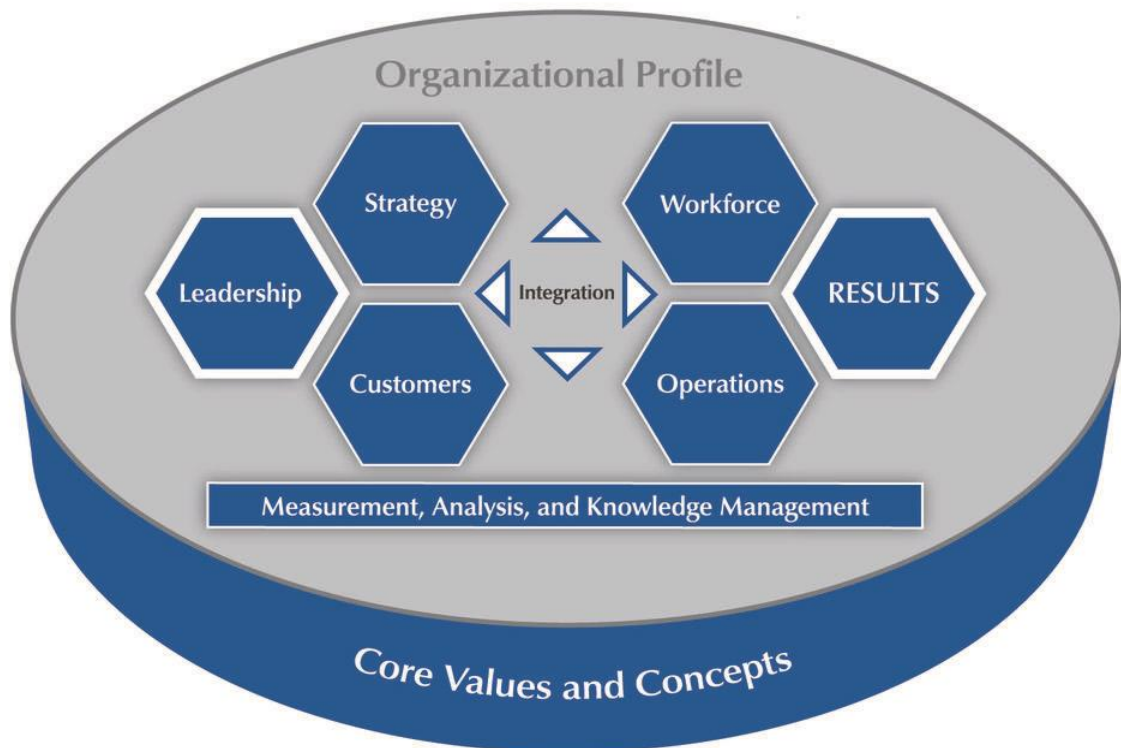 Organizational Profile
Strategy
Workforce
Leadership
Integration
RESULTS
Customers
Operations
Measurement, Analysis, and Knowledge Management
Core Values and Concepts